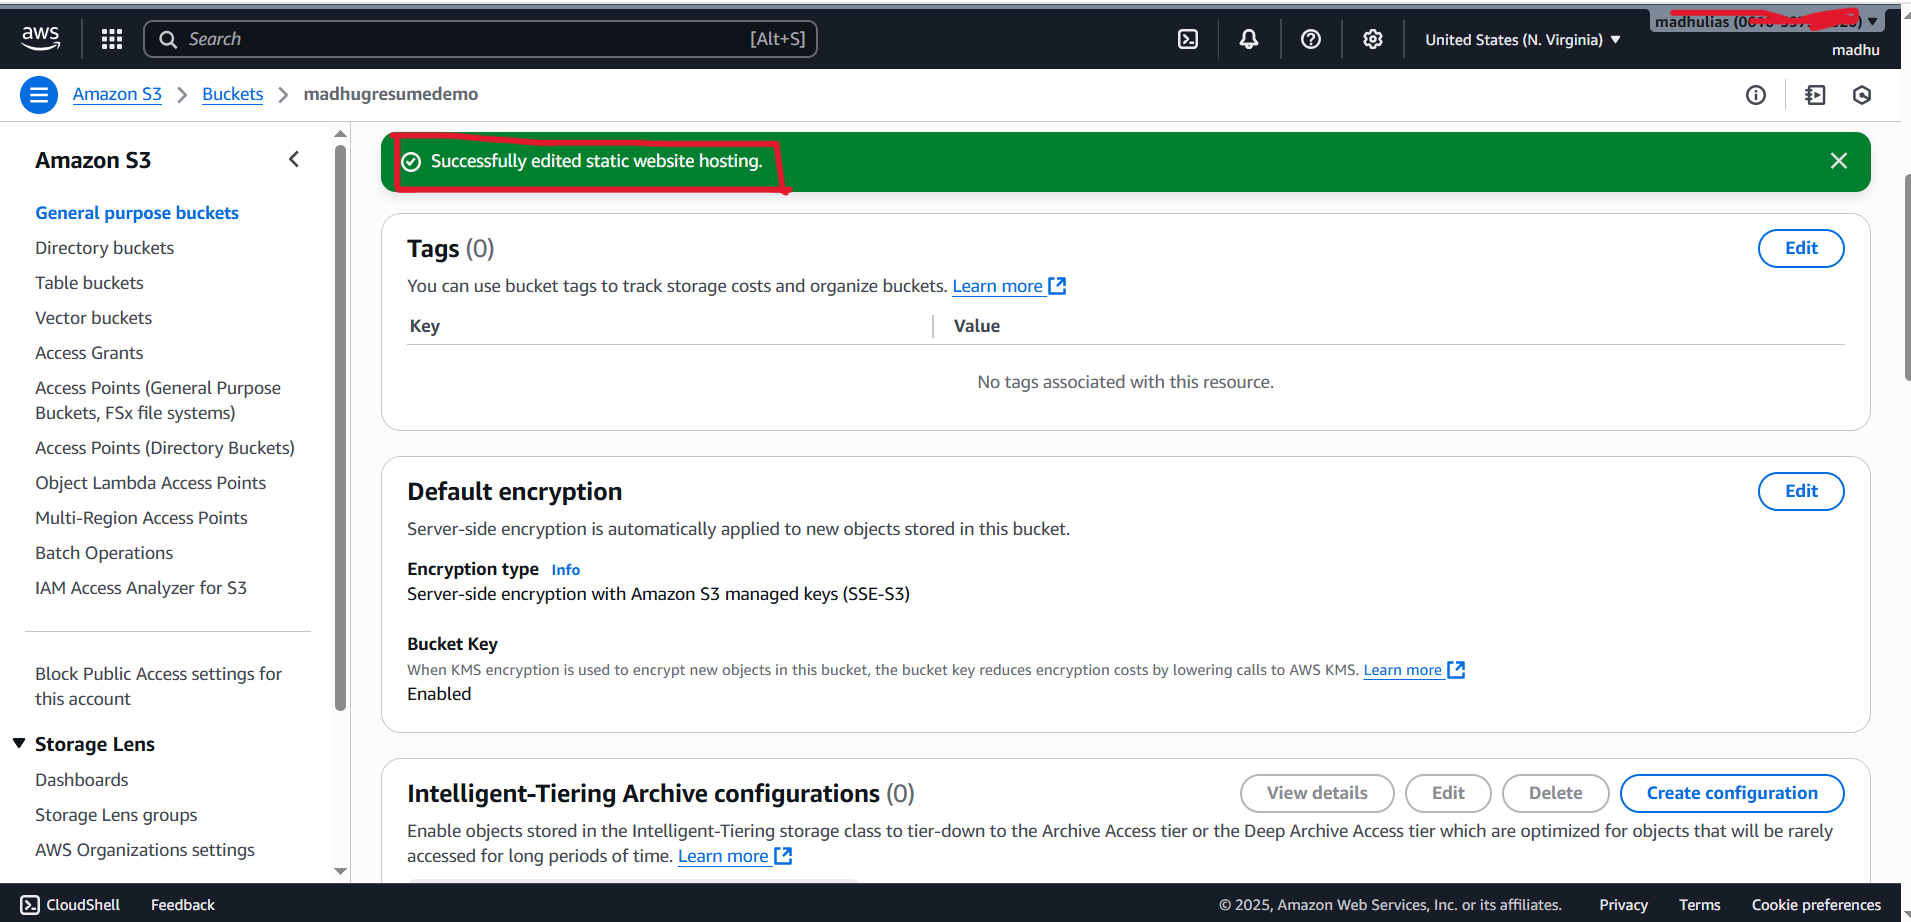 aws
Search [Alt+S]
United States (N. Virginia)
madhulias
madhu
Amazon S3 Buckets madhugresumedemo
Amazon S3
General purpose buckets
Directory buckets
Table buckets
Vector buckets
Access Grants
Access Points (General Purpose
Buckets, FSx file systems)
Access Points (Directory Buckets)
Object Lambda Access Points
Multi-Region Access Points
Batch Operations
IAM Access Analyzer for S3
Block Public Access settings for
this account
Storage Lens
Dashboards
Storage Lens groups
AWS Organizations settings
Successfully edited static website hosting.
Tags (0)
Edit
You can use bucket tags to track storage costs and organize buckets. Learn more
Key Value
No tags associated with this resource.
Default encryption
Edit
Server-side encryption is automatically applied to new objects stored in this bucket.
Encryption type Info
Server-side encryption with Amazon S3 managed keys (SSE-S3)
Bucket Key
When KMS encryption is used to encrypt new objects in this bucket, the bucket key reduces encryption costs by lowering calls to AWS KMS. Learn more
Enabled
Intelligent-Tiering Archive configurations (0)
View details Edit Delete Create configuration
Enable objects stored in the Intelligent-Tiering storage class to tier-down to the Archive Access tier or the Deep Archive Access tier which are optimized for objects that will be rarely
accessed for long periods of time. Learn more
CloudShell Feedback © 2025, Amazon Web Services, Inc. or its affiliates. Privacy Terms Cookie preferences